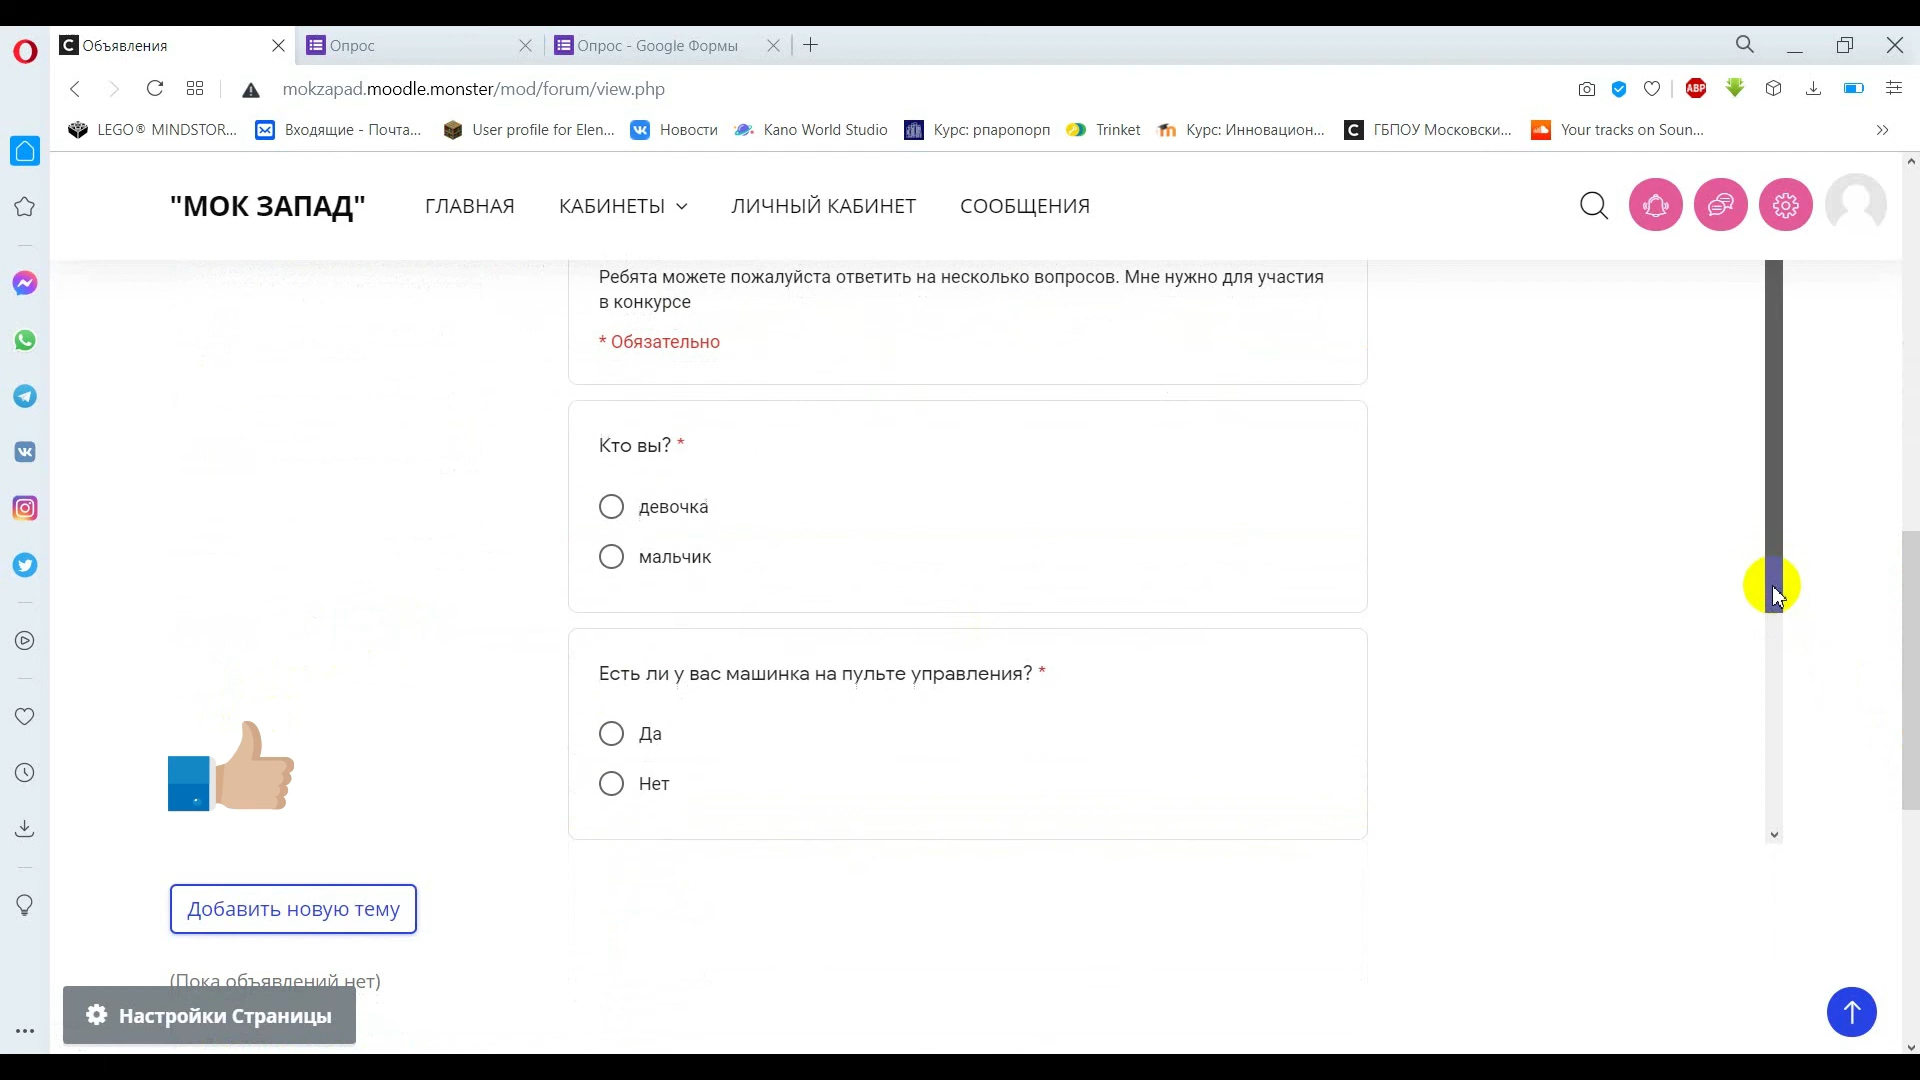 Объявления
Опрос
Опрос - Google Формы
mokzapad.moodle.monster/mod/forum/view.php
ABP
LEGO® MINDSTOR...
Входящие - Почта...
User profile for Elen...
Новости
Kano World Studio
Курс: рпаропорп
Trinket
Курс: Инновацион...
ГБПОУ Московски...
Your tracks on Soun...
"МОК ЗАПАД"
ГЛАВНАЯ
КАБИНЕТЫ
ЛИЧНЫЙ КАБИНЕТ
СООБЩЕНИЯ
Ребята можете пожалуйста ответить на несколько вопросов. Мне нужно для участия
в конкурсе
* Обязательно
Кто вы? *
девочка
мальчик
Есть ли у вас машинка на пульте управления? *
Да
Нет
Добавить новую тему
(Пока объявлений нет)
Настройки Страницы